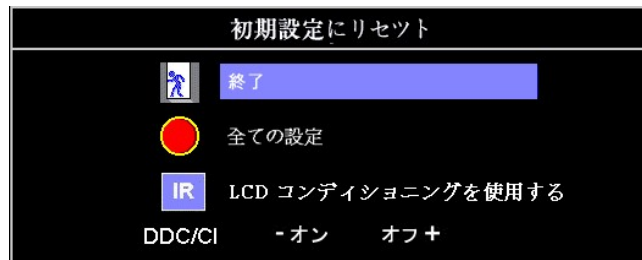 初期設定にリセツト
終了
全ての設定
IR LCD コンディショニングを使用する
DDC/CI - オン オフ +